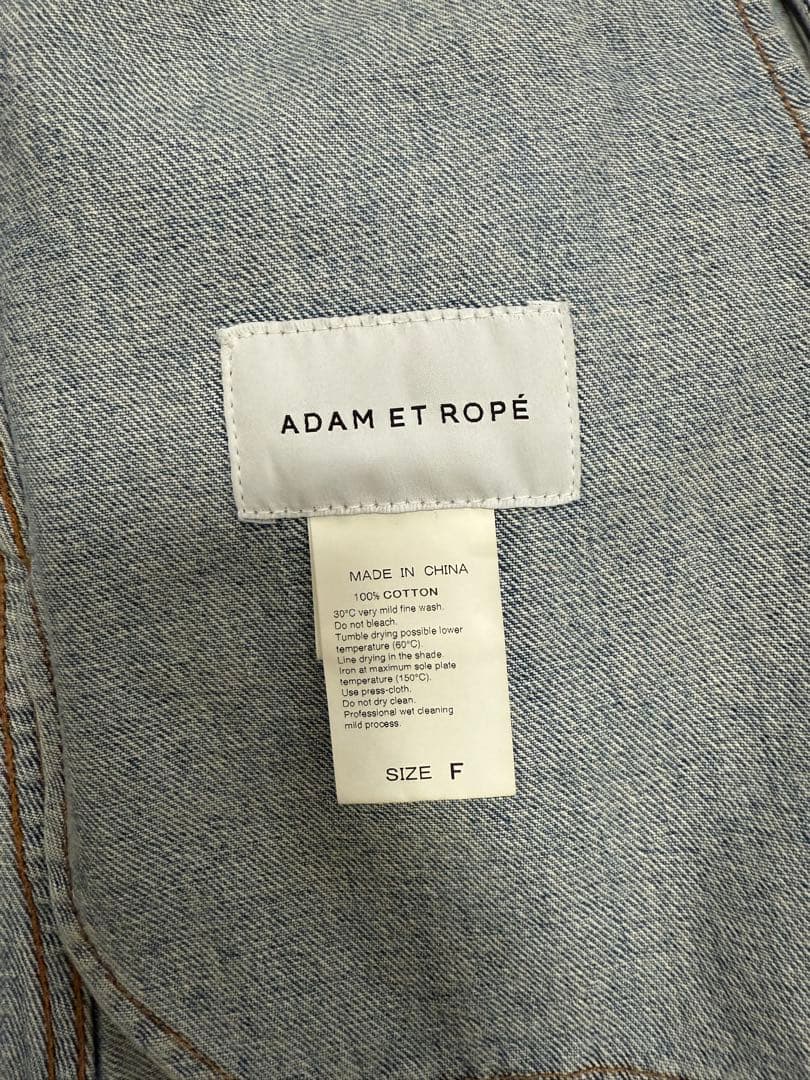 ADAM ET ROPÉ
MADE IN CHINA
100% COTTON
30°C very mild fine wash.
Do not bleach.
Tumble drying possible lower
temperature (60°C).
Line drying in the shade.
Iron at maximum sole plate
temperature (150°C).
Use press-cloth.
Do not dry clean.
Professional wet cleaning
mild process.
SIZE F